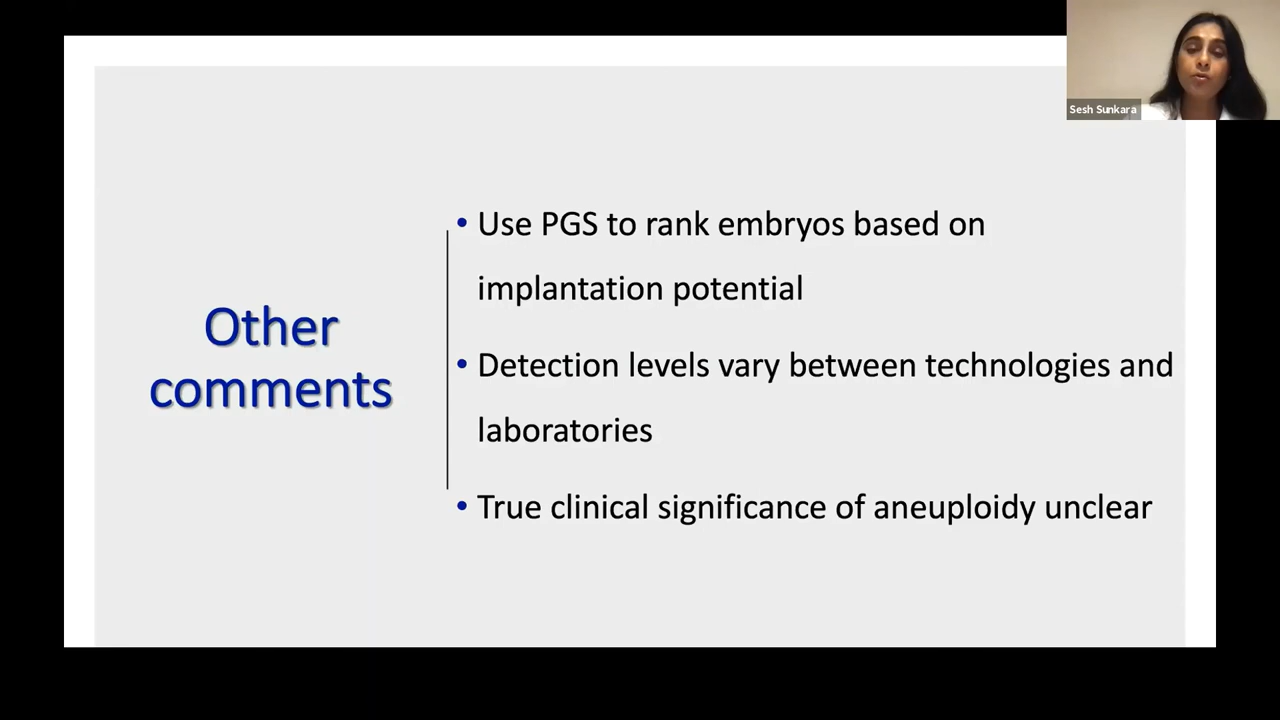 Sesh Sunkara
Other
comments
• Use PGS to rank embryos based on
implantation potential
• Detection levels vary between technologies and
laboratories
• True clinical significance of aneuploidy unclear